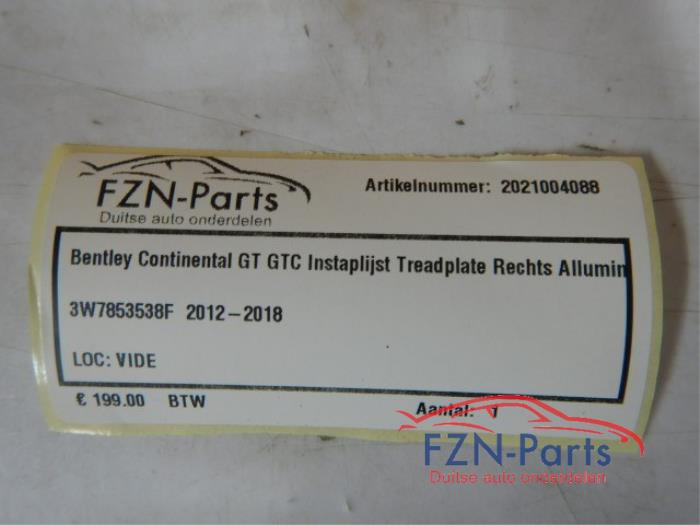 FZN-Parts
Duitse auto onderdelen
Artikelnummer: 2021004088
Bentley Continental GT GTC Instaplijst Treadplate Rechts Allumin
3W7853538F 2012-2018
LOC: VIDE
€ 199.00 BTW
Aantal: 1
FZN-Parts
Duitse auto onderdelen